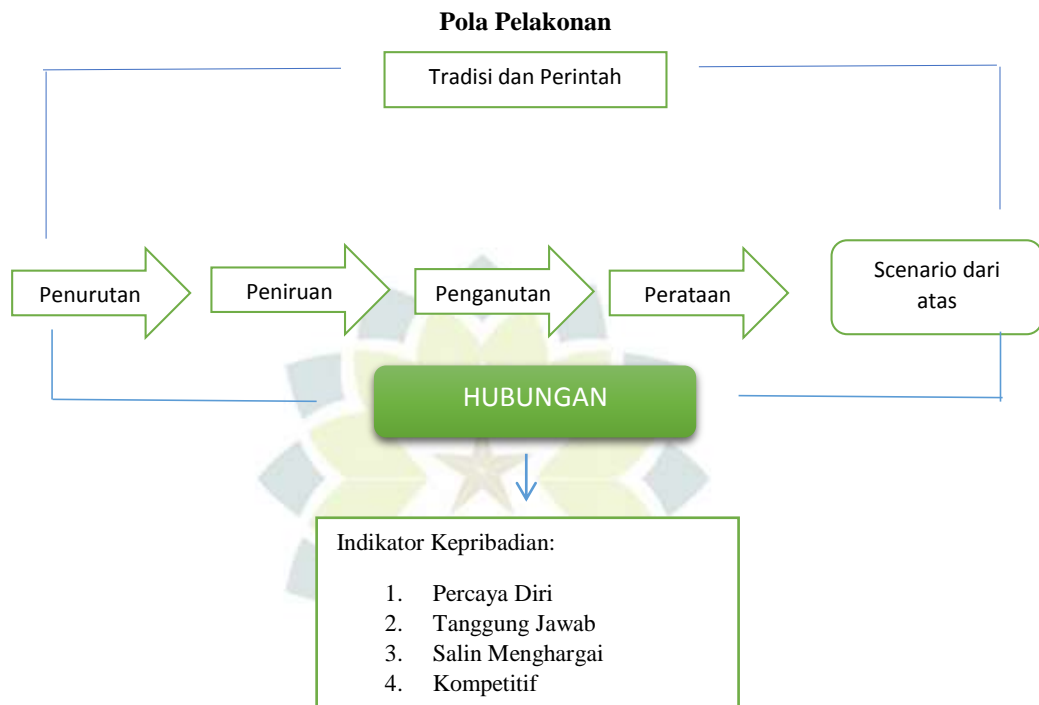 Pola Pelakonan
Tradisi dan Perintah
Penurutan
Peniruan
Penganutan
Perataan
Scenario dari
atas
HUBUNGAN
Indikator Kepribadian:
1. Percaya Diri
2. Tanggung Jawab
3. Salin Menghargai
4. Kompetitif